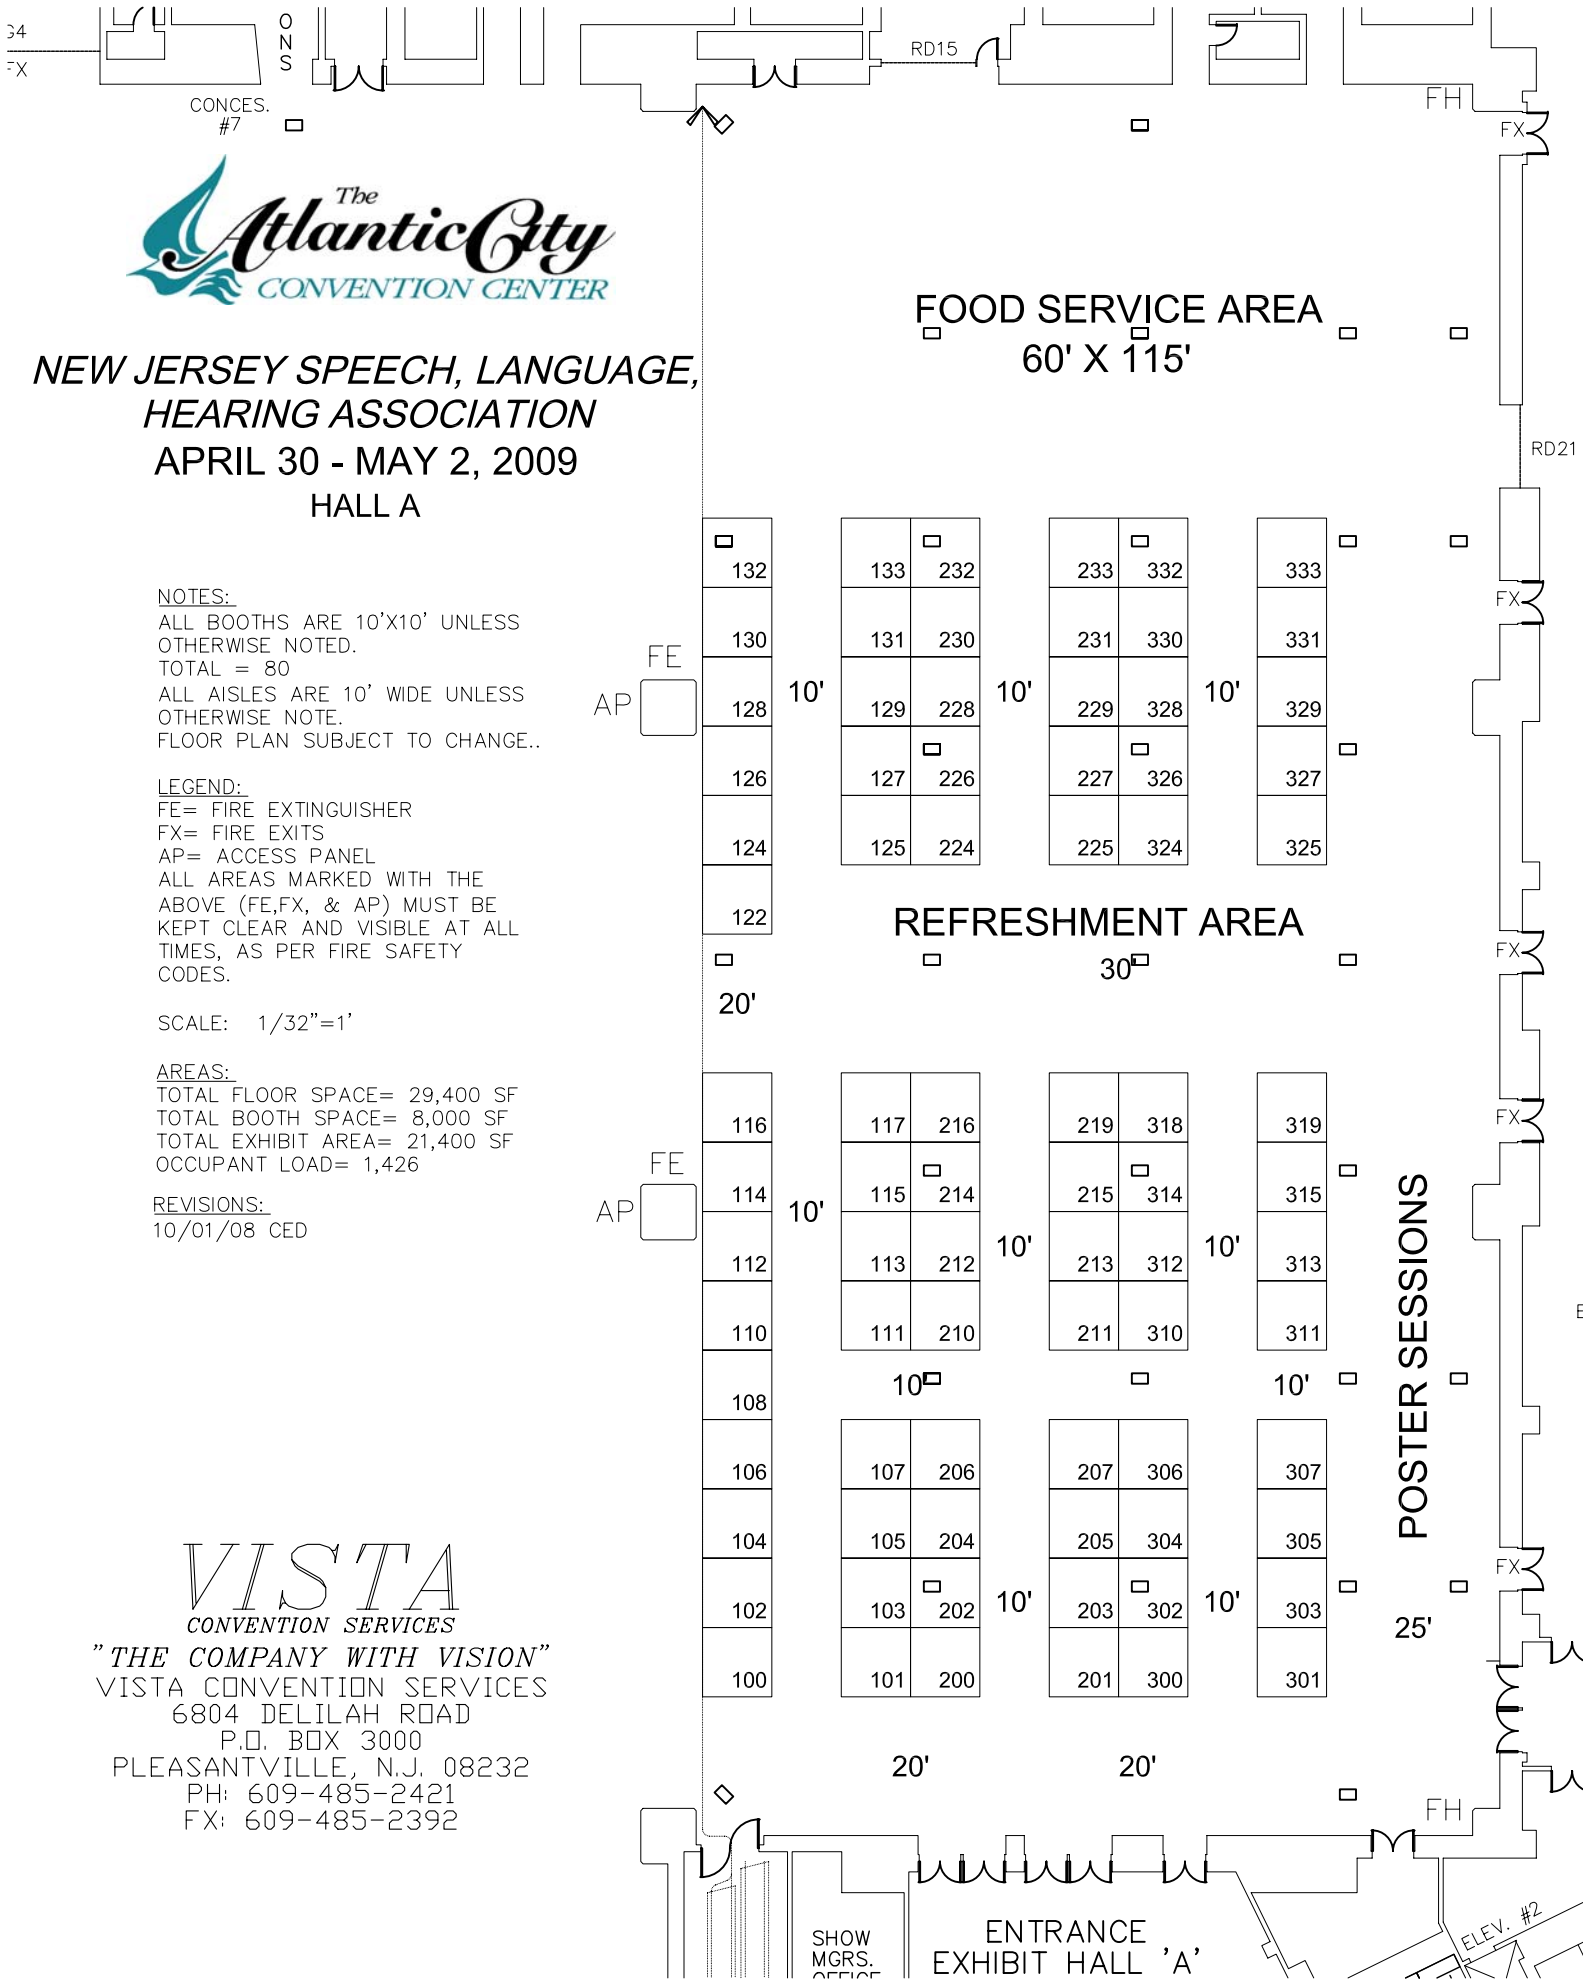 G4
FX
ONS
RD15
CONCES.
#7
FH
FX
The
Atlantic City
CONVENTION CENTER
FOOD SERVICE AREA
60' X 115'
NEW JERSEY SPEECH, LANGUAGE,
HEARING ASSOCIATION
APRIL 30 - MAY 2, 2009
HALL A
RD21
NOTES:
ALL BOOTHS ARE 10'X10' UNLESS
OTHERWISE NOTED.
TOTAL = 80
ALL AISLES ARE 10' WIDE UNLESS
OTHERWISE NOTE.
FLOOR PLAN SUBJECT TO CHANGE..
LEGEND:
FE= FIRE EXTINGUISHER
FX= FIRE EXITS
AP= ACCESS PANEL
ALL AREAS MARKED WITH THE
ABOVE (FE,FX, & AP) MUST BE
KEPT CLEAR AND VISIBLE AT ALL
TIMES, AS PER FIRE SAFETY
CODES.
SCALE: 1/32"=1'
AREAS:
TOTAL FLOOR SPACE= 29,400 SF
TOTAL BOOTH SPACE= 8,000 SF
TOTAL EXHIBIT AREA= 21,400 SF
OCCUPANT LOAD= 1,426
REVISIONS:
10/01/08 CED
VISTA
CONVENTION SERVICES
"THE COMPANY WITH VISION"
VISTA CONVENTION SERVICES
6804 DELILAH ROAD
P.O. BOX 3000
PLEASANTVILLE, N.J. 08232
PH: 609-485-2421
FX: 609-485-2392
132 133 232 233 332 333
FX
130 131 230 231 330 331
FE
AP
128 10' 129 228 10' 229 328 10' 329
126 127 226 227 326 327
124 125 224 225 324 325
122
REFRESHMENT AREA
FX
30'
20'
116 117 216 219 318 319
FX
FE
AP
114 10' 115 214 215 314 315
112 113 212 10' 213 312 10' 313
110 111 210 211 310 311
E
108 10' 10'
POSTER SESSIONS
106 107 206 207 306 307
104 105 204 205 304 305
FX
102 103 202 10' 203 302 10' 303
25'
100 101 200 201 300 301
20' 20'
FH
SHOW
MGRS.
OFFICE
ENTRANCE
EXHIBIT HALL 'A'
ELEV. #2